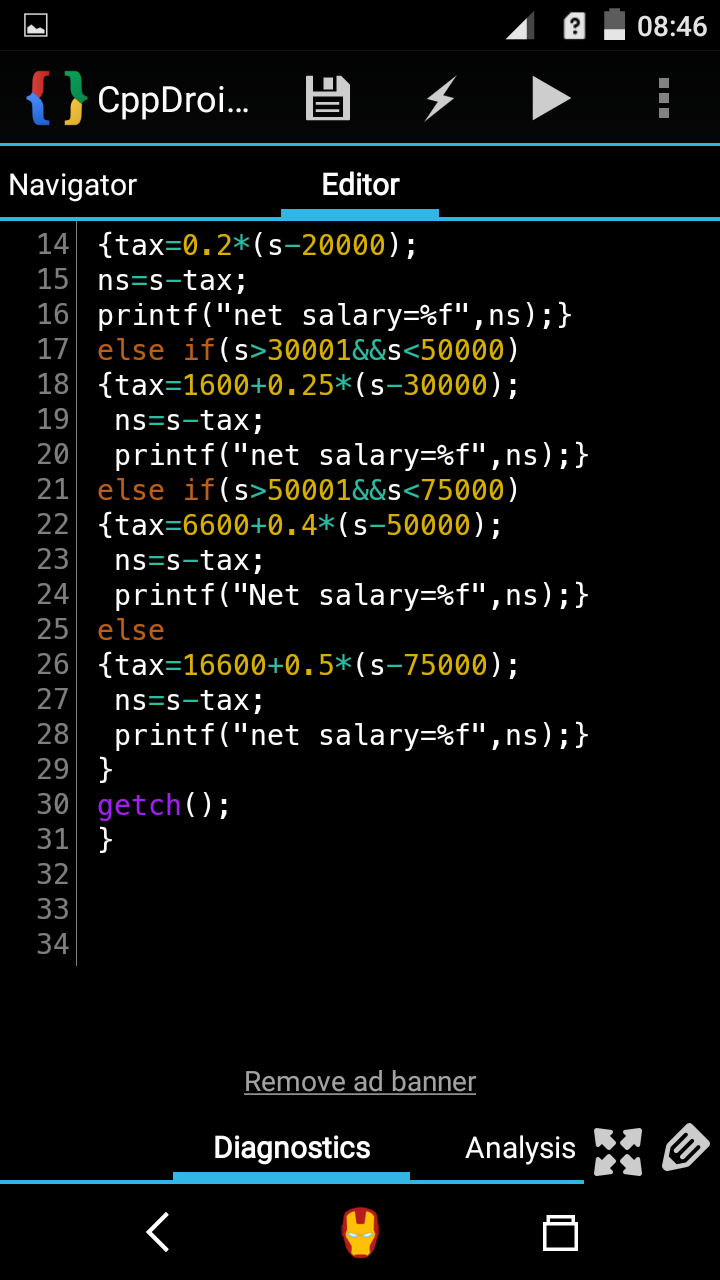 08:46
CppDroi...
Navigator
Editor
14 {tax=0.2*(s-20000);
15 ns=s-tax;
16 printf("net salary=%f",ns);}
17 else if(s>30001&&s<50000)
18 {tax=1600+0.25*(s-30000);
19  ns=s-tax;
20  printf("net salary=%f",ns);}
21 else if(s>50001&&s<75000)
22 {tax=6600+0.4*(s-50000);
23  ns=s-tax;
24  printf("Net salary=%f",ns);}
25 else
26 {tax=16600+0.5*(s-75000);
27  ns=s-tax;
28  printf("net salary=%f",ns);}
29 }
30 getch();
31 }
32
33
34
Remove ad banner
Diagnostics
Analysis